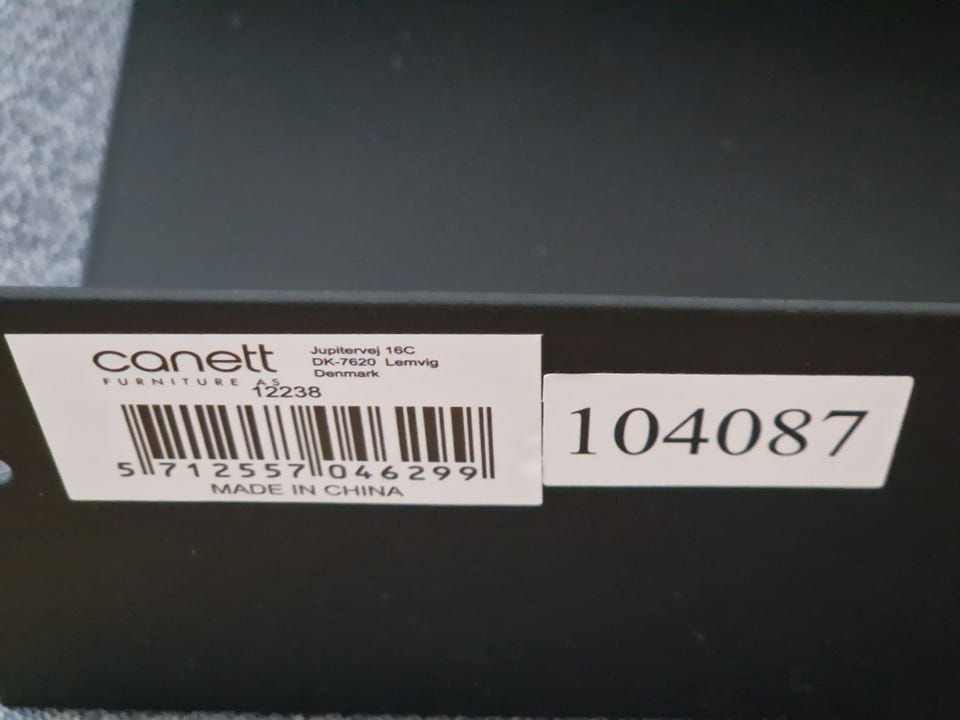 canett
FURNITURE AS
Jupitervej 16C
DK-7620 Lemvig
Denmark
12238
5 712557 046299
MADE IN CHINA
104087